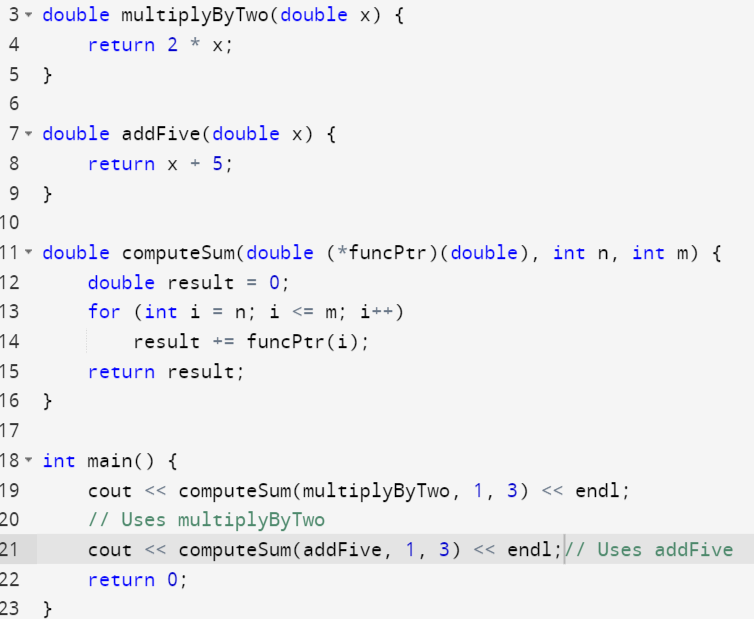 3 double multiplyByTwo(double x) {
4     return 2 * x;
5 }
6
7 double addFive(double x) {
8     return x + 5;
9 }
10
11 double computeSum(double (*funcPtr)(double), int n, int m) {
12     double result = 0;
13     for (int i = n; i <= m; i++)
14         result += funcPtr(i);
15     return result;
16 }
17
18 int main() {
19     cout << computeSum(multiplyByTwo, 1, 3) << endl;
20     // Uses multiplyByTwo
21     cout << computeSum(addFive, 1, 3) << endl;// Uses addFive
22     return 0;
23 }